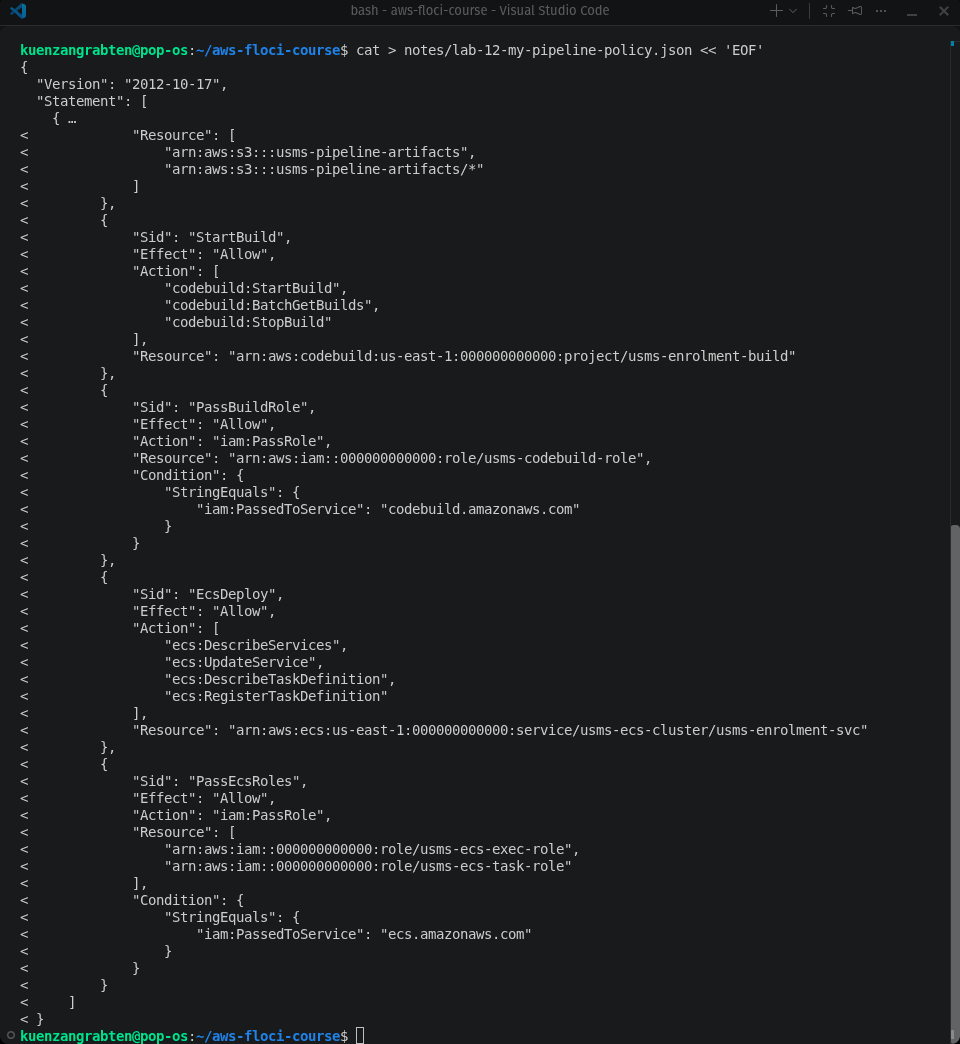 bash - aws-floci-course - Visual Studio Code
kuenzangrabten@pop-os:~/aws-floci-course$ cat > notes/lab-12-my-pipeline-policy.json << 'EOF'
{
  "Version": "2012-10-17",
  "Statement": [
    { …
<             "Resource": [
<                 "arn:aws:s3:::usms-pipeline-artifacts",
<                 "arn:aws:s3:::usms-pipeline-artifacts/*"
<             ]
<         },
<         {
<             "Sid": "StartBuild",
<             "Effect": "Allow",
<             "Action": [
<                 "codebuild:StartBuild",
<                 "codebuild:BatchGetBuilds",
<                 "codebuild:StopBuild"
<             ],
<             "Resource": "arn:aws:codebuild:us-east-1:000000000000:project/usms-enrolment-build"
<         },
<         {
<             "Sid": "PassBuildRole",
<             "Effect": "Allow",
<             "Action": "iam:PassRole",
<             "Resource": "arn:aws:iam::000000000000:role/usms-codebuild-role",
<             "Condition": {
<                 "StringEquals": {
<                     "iam:PassedToService": "codebuild.amazonaws.com"
<                 }
<             }
<         },
<         {
<             "Sid": "EcsDeploy",
<             "Effect": "Allow",
<             "Action": [
<                 "ecs:DescribeServices",
<                 "ecs:UpdateService",
<                 "ecs:DescribeTaskDefinition",
<                 "ecs:RegisterTaskDefinition"
<             ],
<             "Resource": "arn:aws:ecs:us-east-1:000000000000:service/usms-ecs-cluster/usms-enrolment-svc"
<         },
<         {
<             "Sid": "PassEcsRoles",
<             "Effect": "Allow",
<             "Action": "iam:PassRole",
<             "Resource": [
<                 "arn:aws:iam::000000000000:role/usms-ecs-exec-role",
<                 "arn:aws:iam::000000000000:role/usms-ecs-task-role"
<             ],
<             "Condition": {
<                 "StringEquals": {
<                     "iam:PassedToService": "ecs.amazonaws.com"
<                 }
<             }
<         }
<     ]
< }
kuenzangrabten@pop-os:~/aws-floci-course$